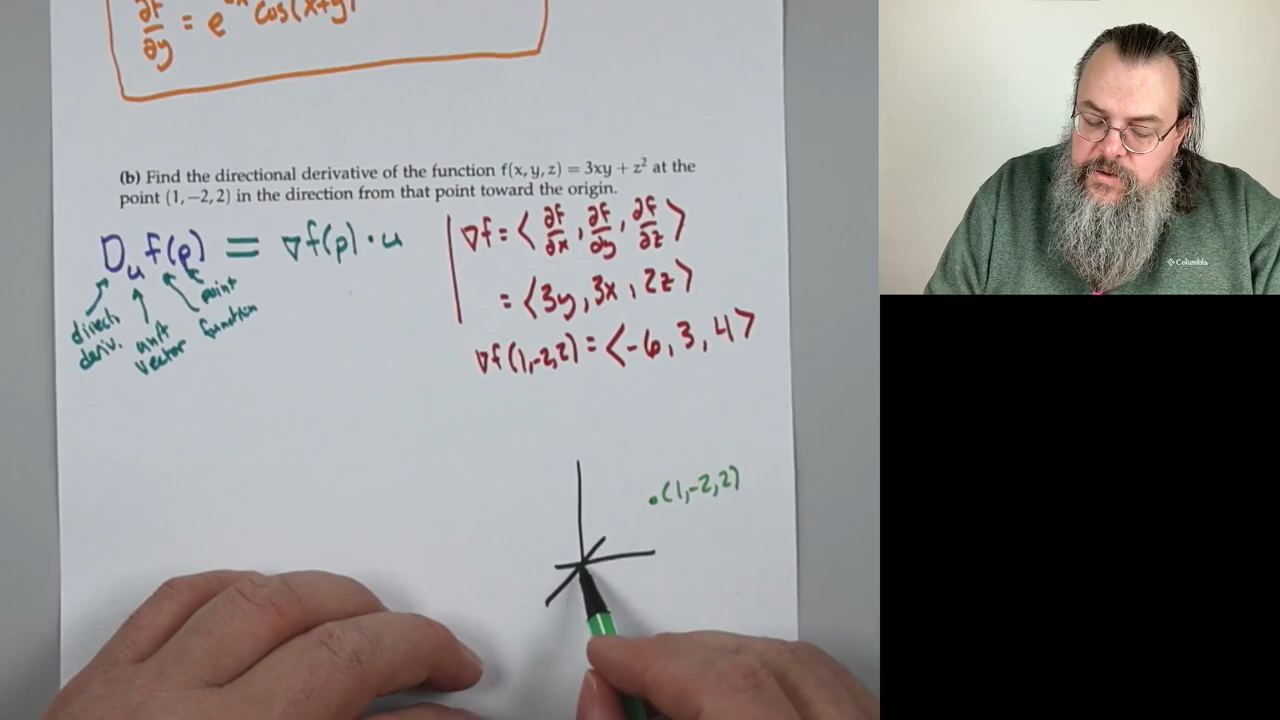 ∂f/∂y = e cos(x+y)
(b) Find the directional derivative of the function f(x, y, z) = 3xy + z² at the
point (1, −2, 2) in the direction from that point toward the origin.
D_u f(p) = ∇f(p) · u
direch
deriv.
unit
vector
function
point
∇f = ⟨∂f/∂x, ∂f/∂y, ∂f/∂z⟩
= ⟨3y, 3x, 2z⟩
∇f(1,-2,2) = ⟨-6, 3, 4⟩
(1,-2,2)
Columbia